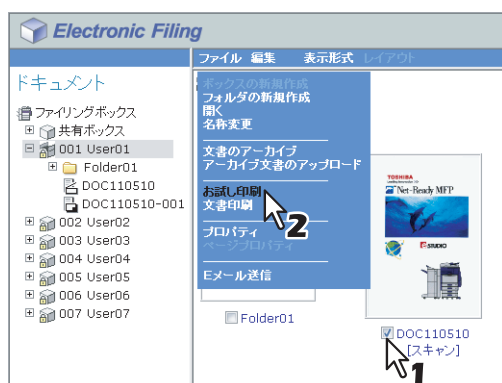 Electronic Filing
ファイル 編集 表示形式 レイアウト
ドキュメント
ファイリングボックス
共有ボックス
001 User01
Folder01
DOC110510
DOC110510-001
002 User02
003 User03
004 User04
005 User05
006 User06
007 User07
ボックスの新規作成
フォルダの新規作成
開く
名称変更
文書のアーカイブ
アーカイブ文書のアップロード
お試し印刷
文書印刷
2
プロパティ
ページプロパティ
Eメール送信
TOSHIBA
Net-Ready MFP
e-STUDIO
Folder01
DOC110510
[スキャン]
1